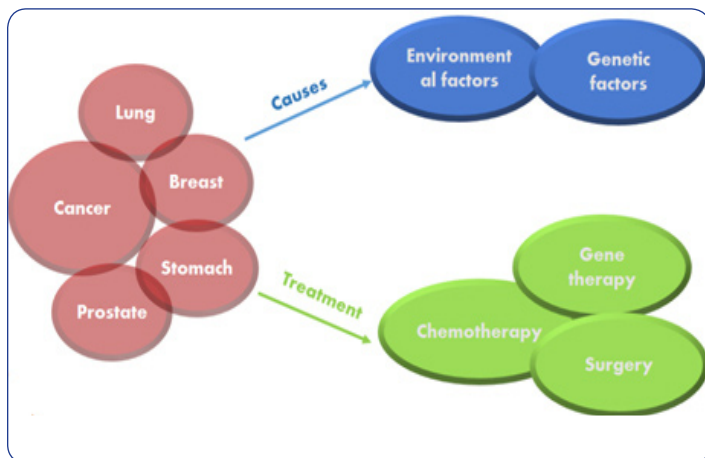 Lung
Cancer
Breast
Stomach
Prostate
Causes
Environment
al factors
Genetic
factors
Treatment
Gene
therapy
Chemotherapy
Surgery